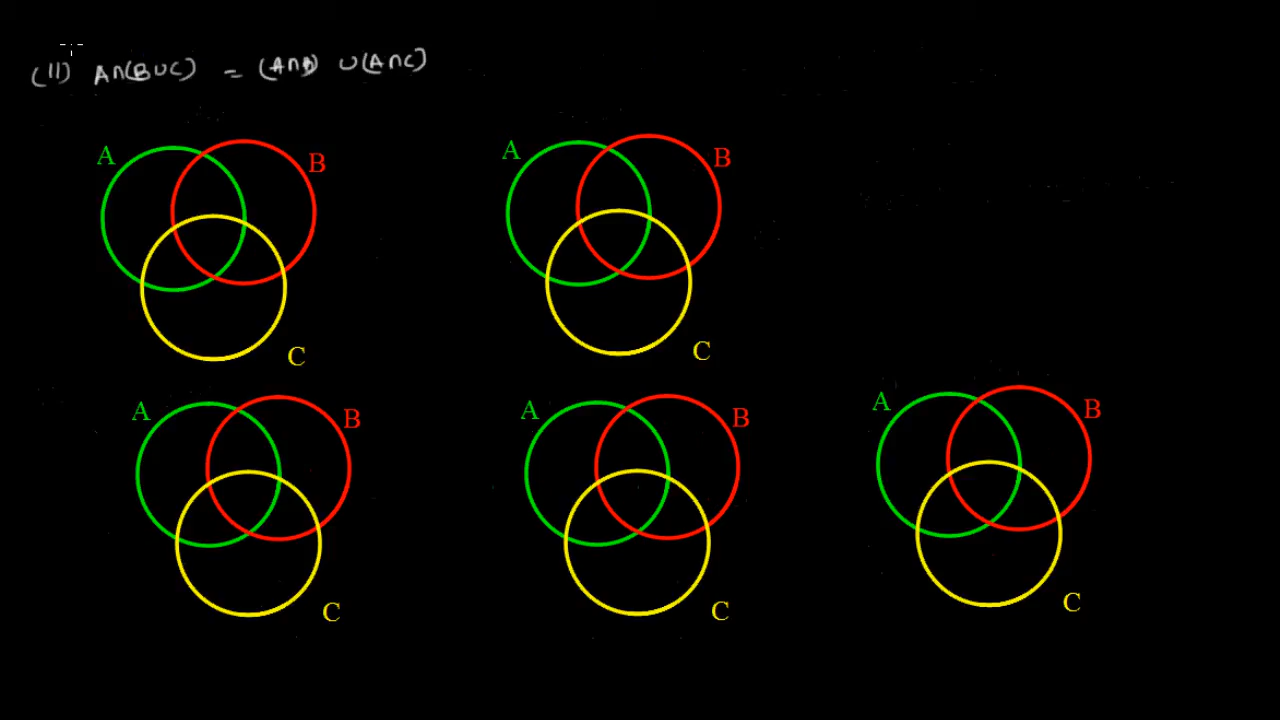 (II) A∩(B∪C) = (A∩B) ∪(A∩C)
A B A B
C C
A B A B A B
C C C